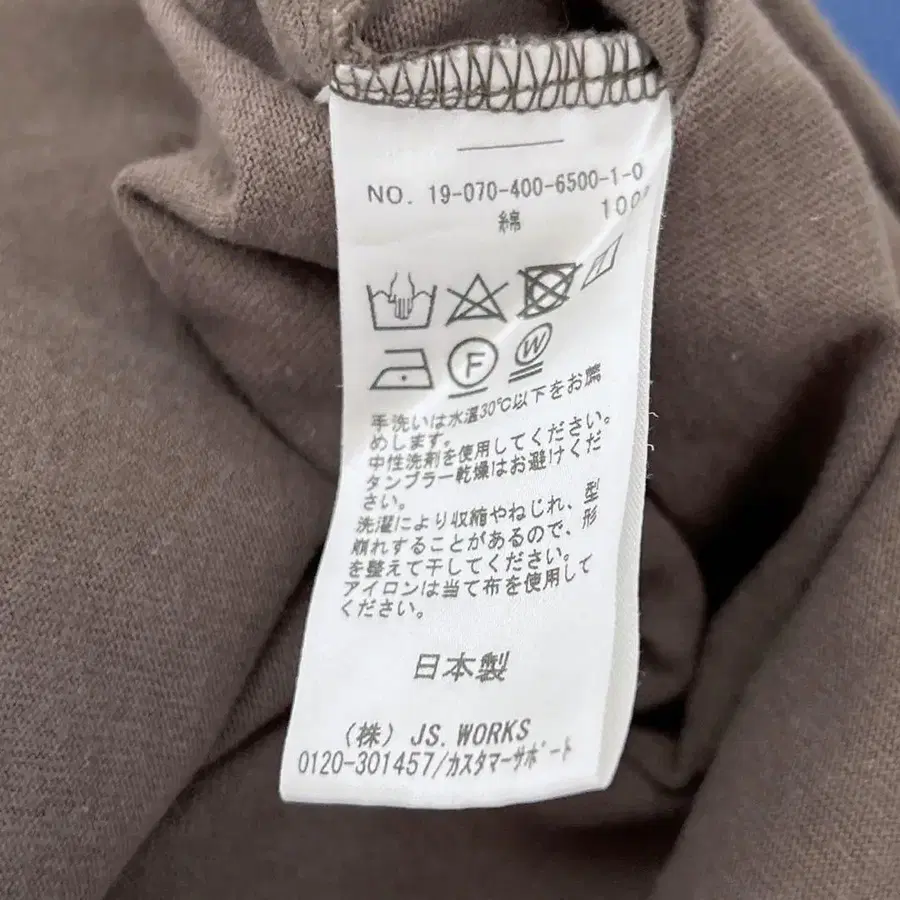 NO. 19-070-400-6500-1-0
綿 100%
F W
手洗いは水温30℃以下をお薦
めします。
中性洗剤を使用してください。
タンブラー乾燥はお避けくだ
さい。
洗濯により収縮やねじれ、型
崩れすることがあるので、形
を整えて干してください。
アイロンは当て布を使用して
ください。
日本製
(株) JS.WORKS
0120-301457/カスタマーサポート